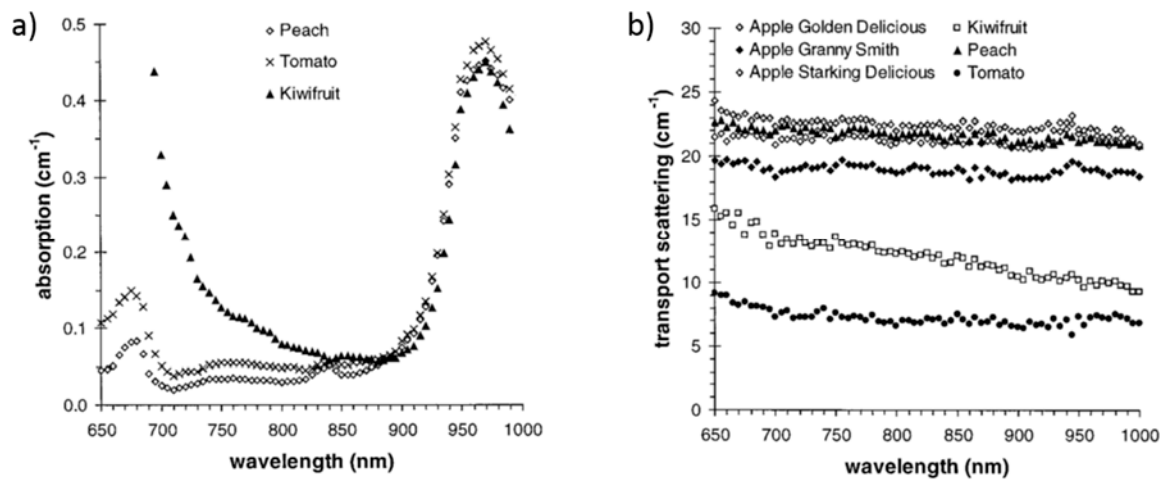 a)
0.5
0.4
0.3
0.2
0.1
0.0
absorption (cm-1)
Peach
Tomato
Kiwifruit
650 700 750 800 850 900 950 1000
wavelength (nm)
b)
30
25
20
15
10
5
0
transport scattering (cm-1)
Apple Golden Delicious
Apple Granny Smith
Apple Starking Delicious
Kiwifruit
Peach
Tomato
650 700 750 800 850 900 950 1000
wavelength (nm)